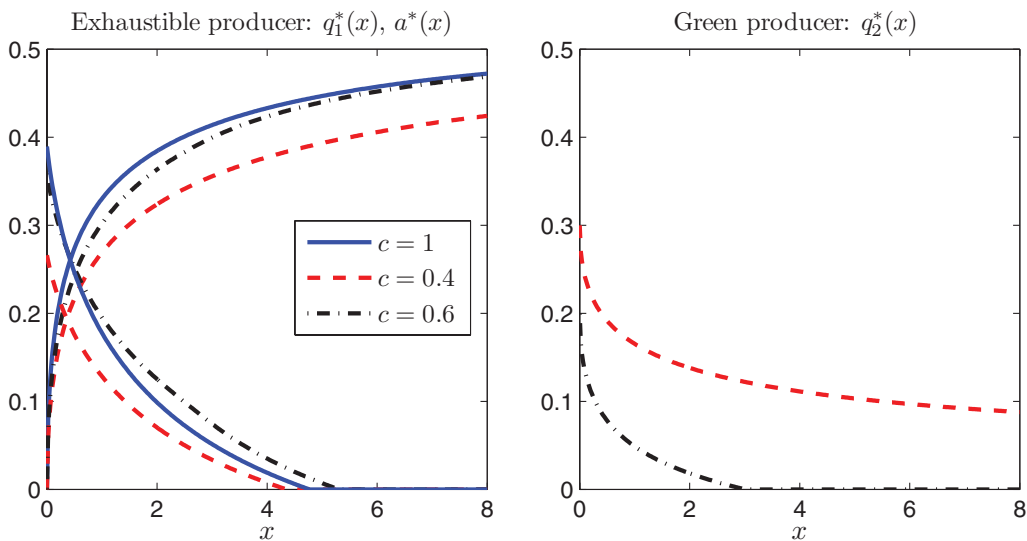 Exhaustible producer: q₁*(x), a*(x)
0.5
0.4
0.3
0.2
0.1
0
0 2 4 6 8
x
c = 1
c = 0.4
c = 0.6
Green producer: q₂*(x)
0.5
0.4
0.3
0.2
0.1
0
0 2 4 6 8
x